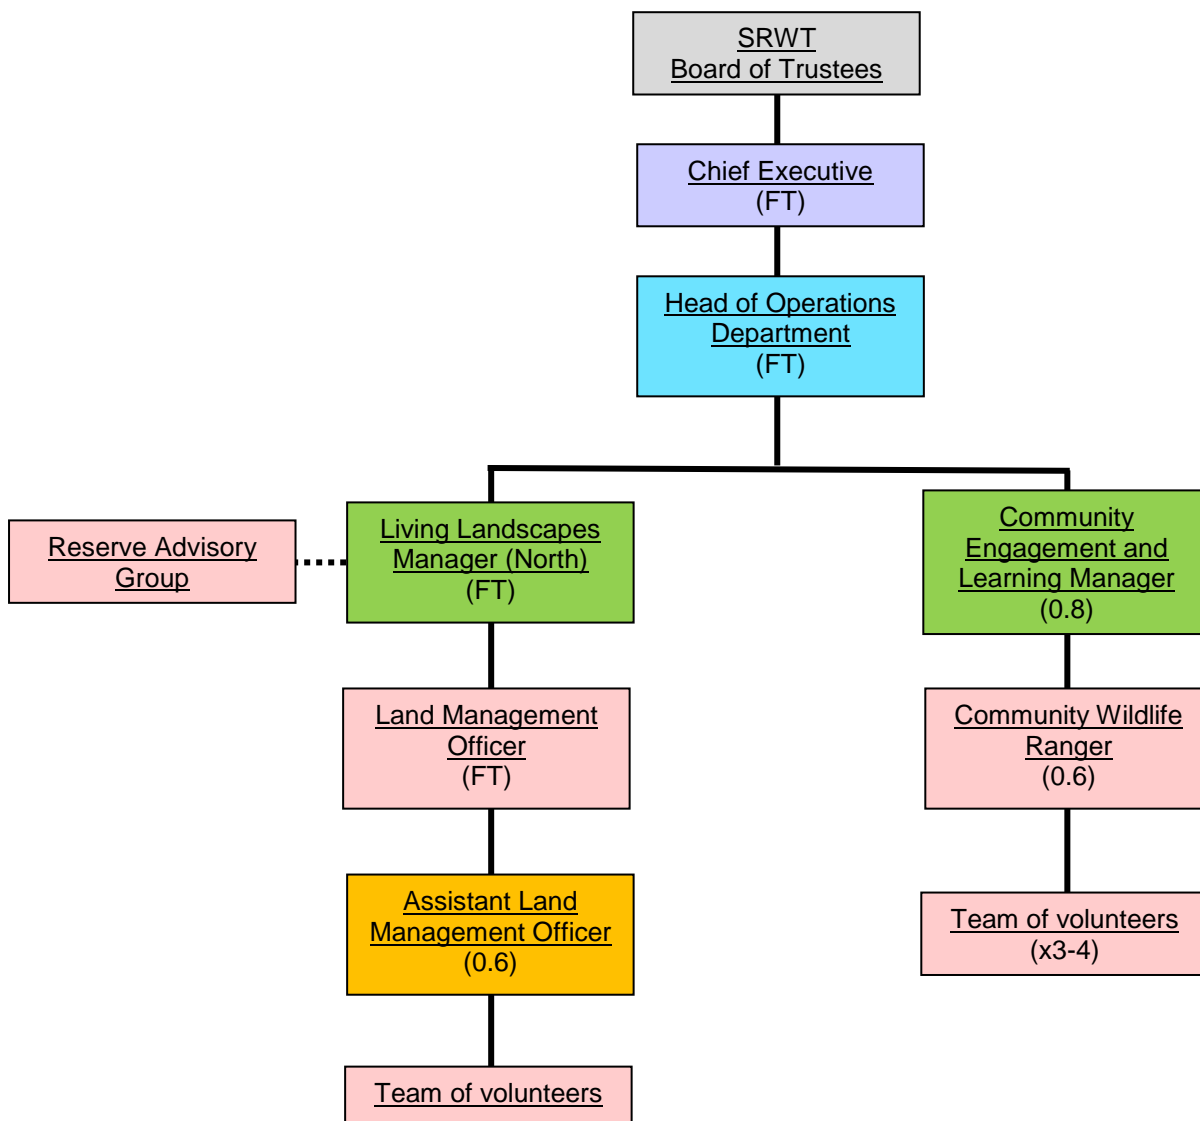 SRWT
Board of Trustees
Chief Executive
(FT)
Head of Operations
Department
(FT)
Reserve Advisory
Group
Living Landscapes
Manager (North)
(FT)
Community
Engagement and
Learning Manager
(0.8)
Land Management
Officer
(FT)
Community Wildlife
Ranger
(0.6)
Assistant Land
Management Officer
(0.6)
Team of volunteers
(x3-4)
Team of volunteers